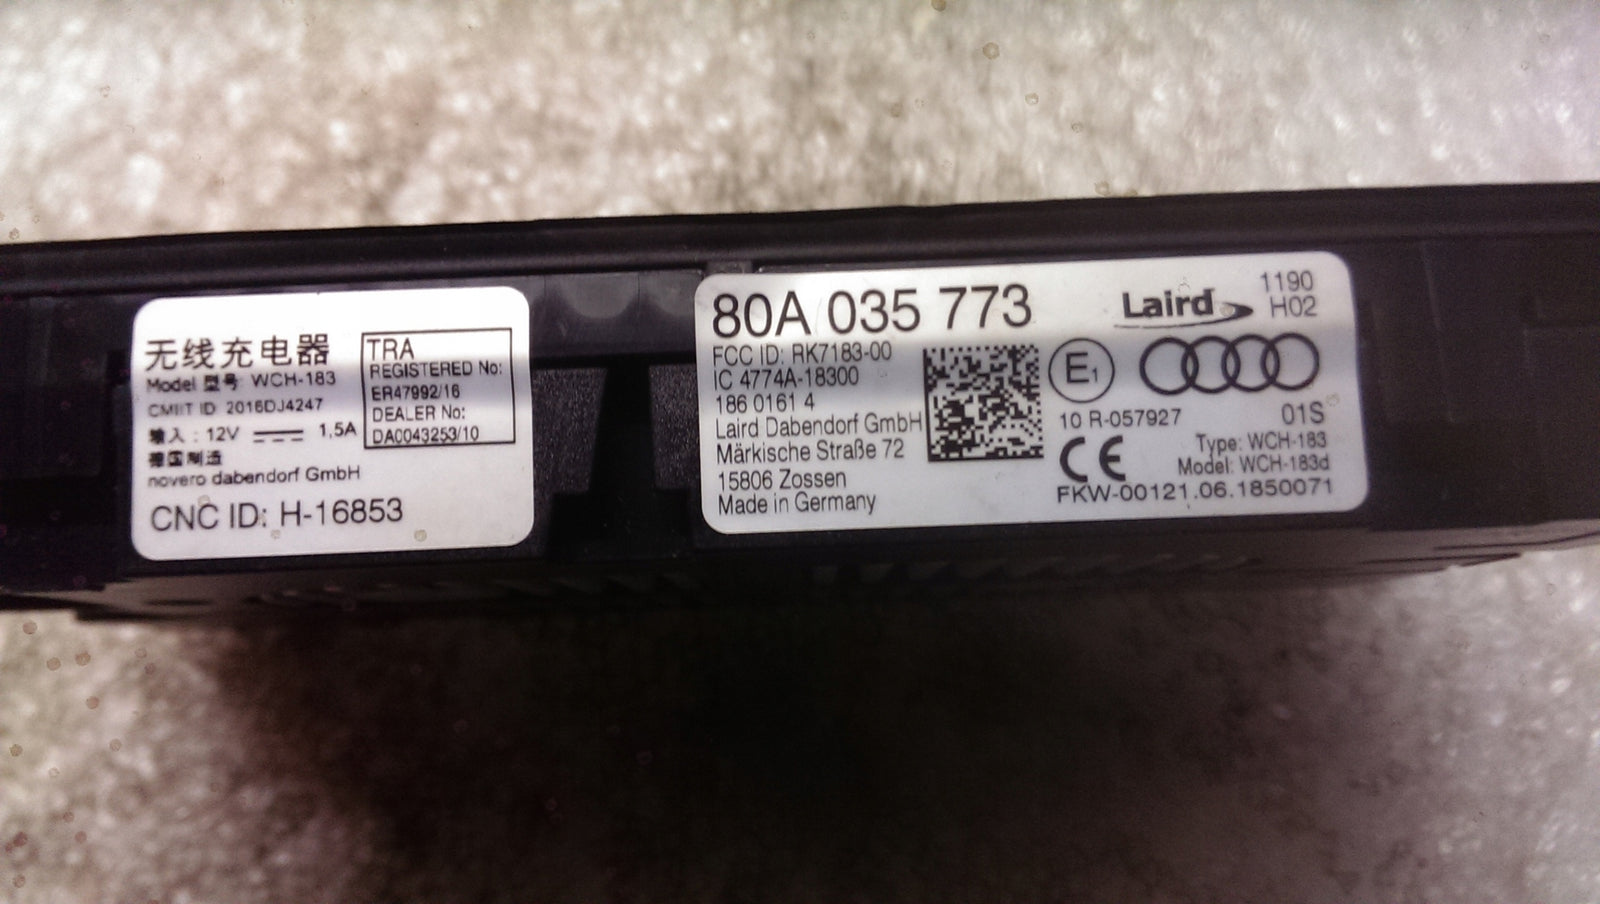 无线充电器
Model 型号: WCH-183
CMIIT ID: 2016DJ4247
输入: 12V 1,5A
德国制造
novero dabendorf GmbH
CNC ID: H-16853
TRA
REGISTERED No:
ER47992/16
DEALER No:
DA0043253/10
80A 035 773
FCC ID: RK7183-00
IC 4774A-18300
186 0161 4
Laird Dabendorf GmbH
Märkische Straße 72
15806 Zossen
Made in Germany
Laird
1190
H02
E1
10 R-057927
01S
CE
Type: WCH-183
Model: WCH-183d
FKW-00121.06.1850071